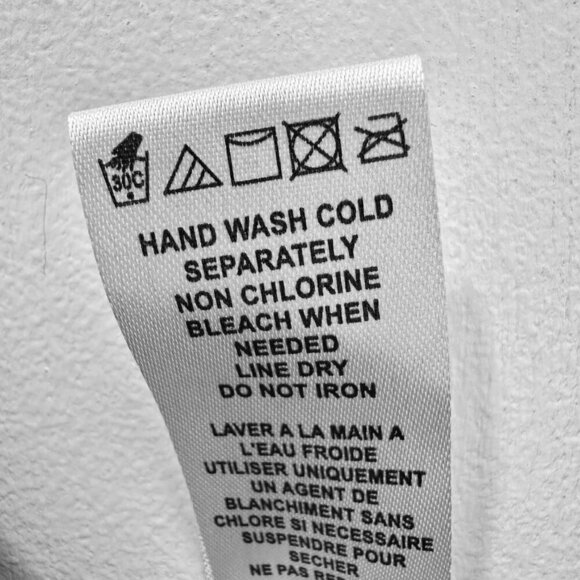 30C
HAND WASH COLD
SEPARATELY
NON CHLORINE
BLEACH WHEN
NEEDED
LINE DRY
DO NOT IRON
LAVER A LA MAIN A
L'EAU FROIDE
UTILISER UNIQUEMENT
UN AGENT DE
BLANCHIMENT SANS
CHLORE SI NECESSAIRE
SUSPENDRE POUR
SECHER
NE PAS